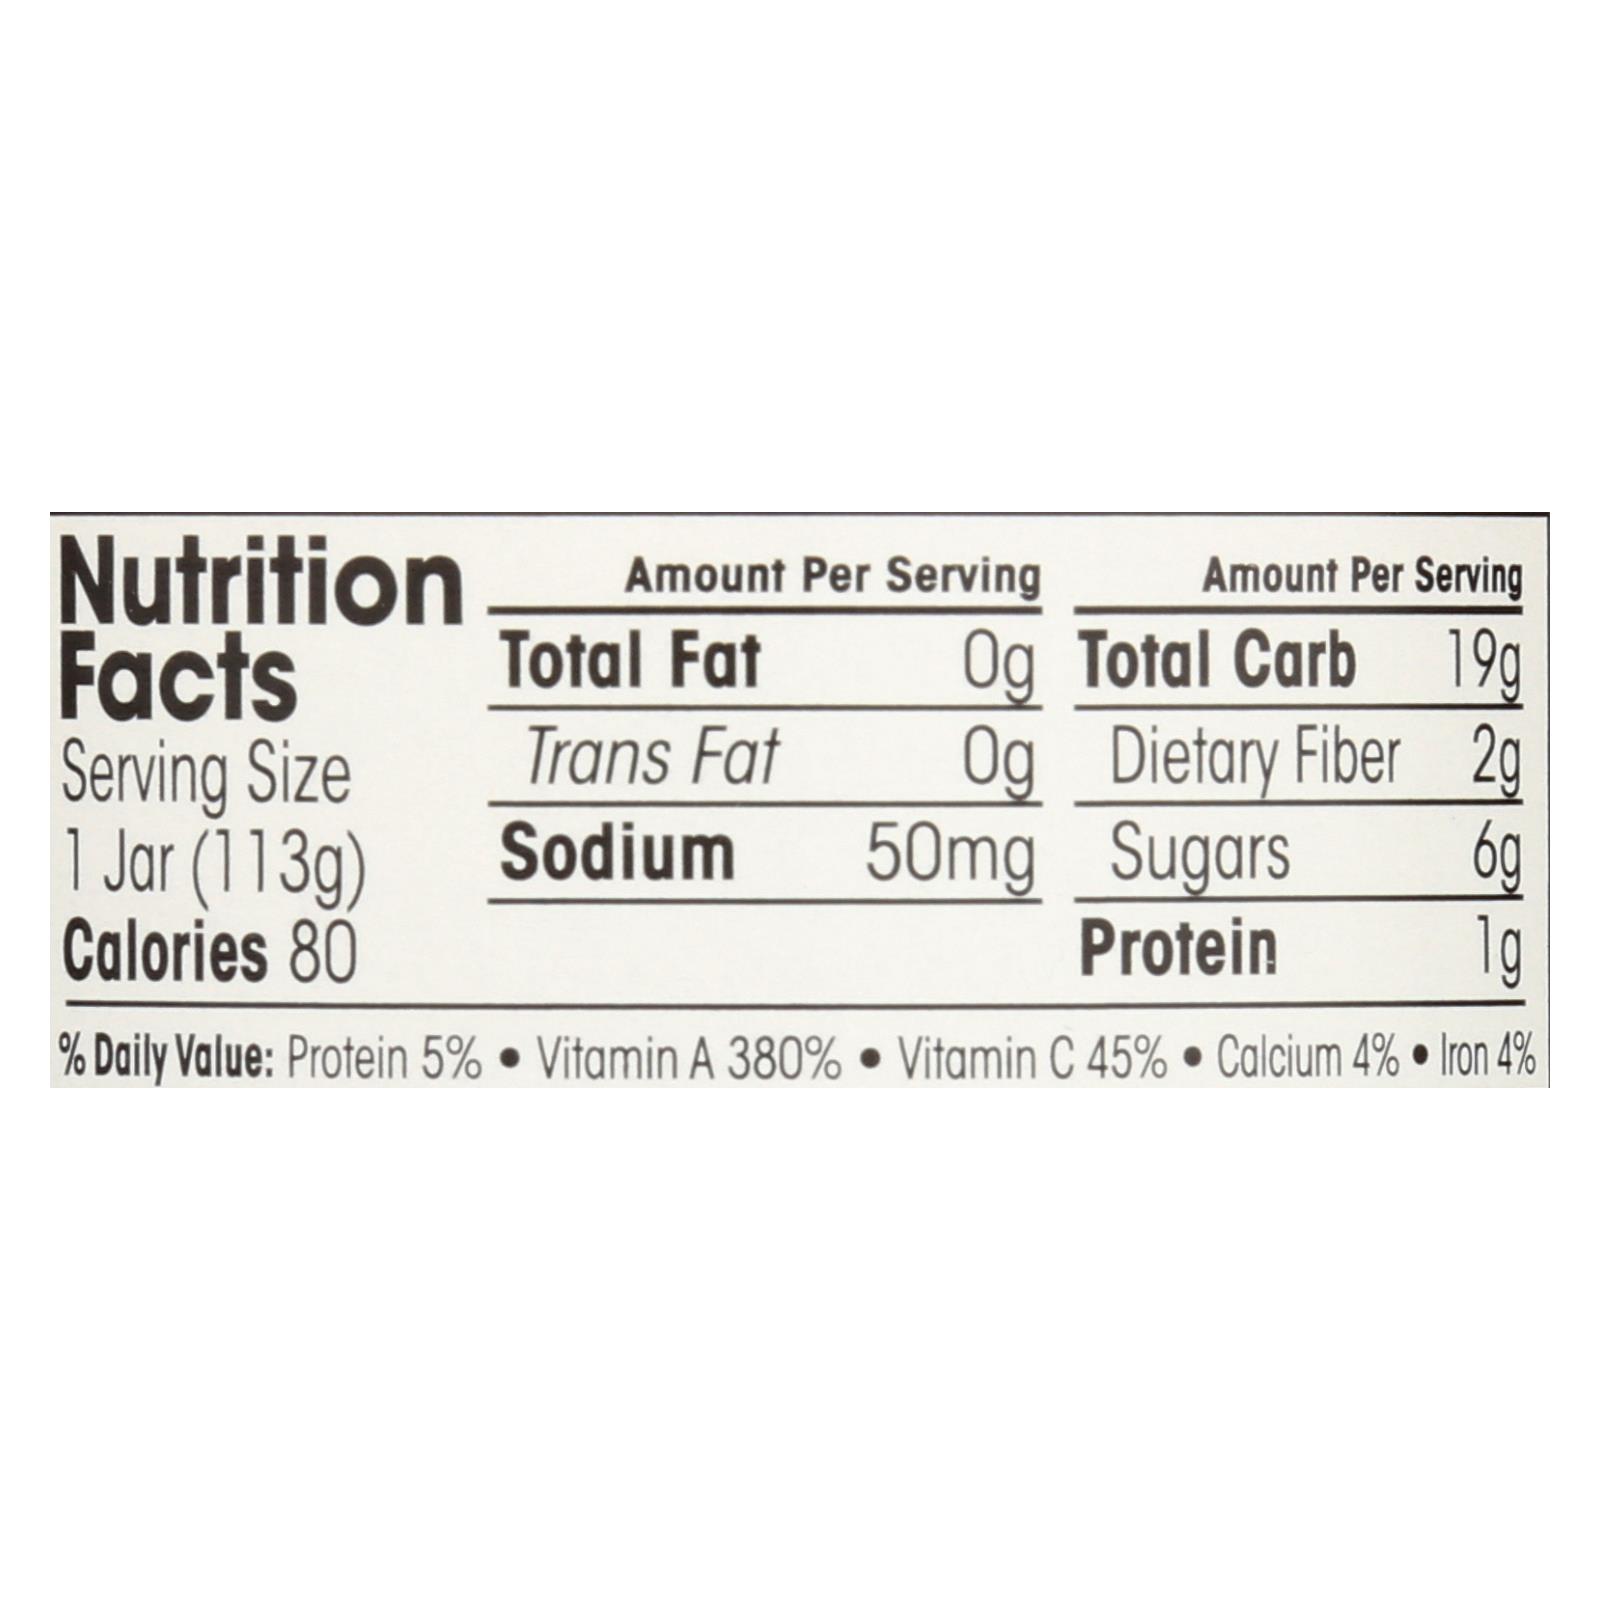 Nutrition
Facts
Serving Size
1 Jar (113g)
Calories 80
Amount Per Serving
Total Fat 0g
Trans Fat 0g
Sodium 50mg
Amount Per Serving
Total Carb 19g
Dietary Fiber 2g
Sugars 6g
Protein 1g
% Daily Value: Protein 5% • Vitamin A 380% • Vitamin C 45% • Calcium 4% • Iron 4%